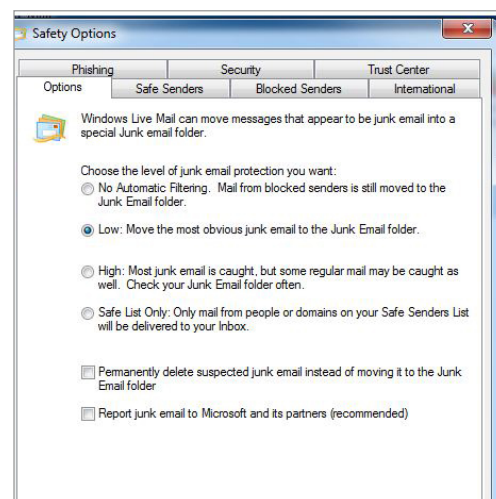 Safety Options
Phishing Security Trust Center
Options Safe Senders Blocked Senders International
Windows Live Mail can move messages that appear to be junk email into a
special Junk email folder.
Choose the level of junk email protection you want:
No Automatic Filtering. Mail from blocked senders is still moved to the
Junk Email folder.
Low: Move the most obvious junk email to the Junk Email folder.
High: Most junk email is caught, but some regular mail may be caught as
well. Check your Junk Email folder often.
Safe List Only: Only mail from people or domains on your Safe Senders List
will be delivered to your Inbox.
Permanently delete suspected junk email instead of moving it to the Junk
Email folder
Report junk email to Microsoft and its partners (recommended)